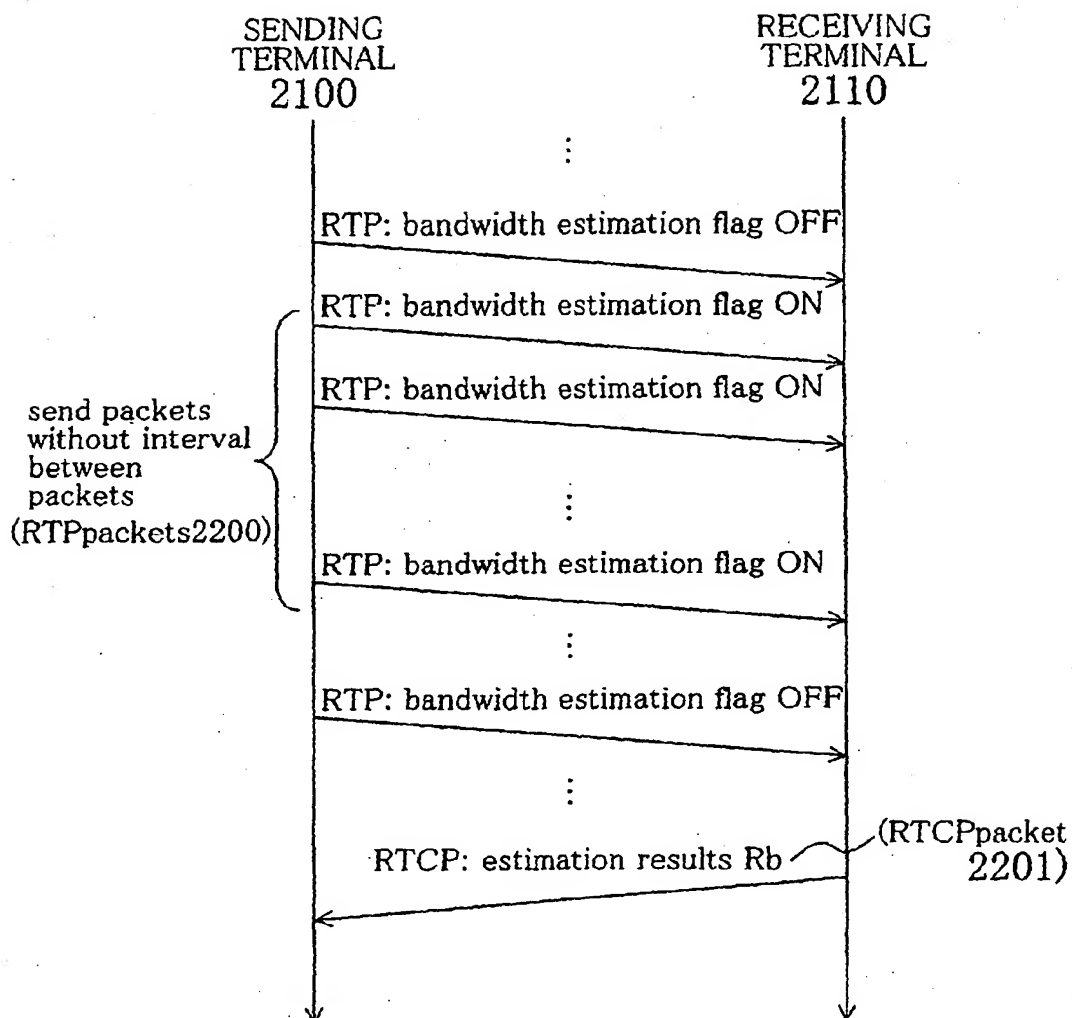 SENDING
TERMINAL
2100
RECEIVING
TERMINAL
2110
RTP: bandwidth estimation flag OFF
RTP: bandwidth estimation flag ON
RTP: bandwidth estimation flag ON
send packets
without interval
between
packets
(RTPpackets2200)
RTP: bandwidth estimation flag ON
RTP: bandwidth estimation flag OFF
RTCP: estimation results Rb
(RTCPpacket
2201)